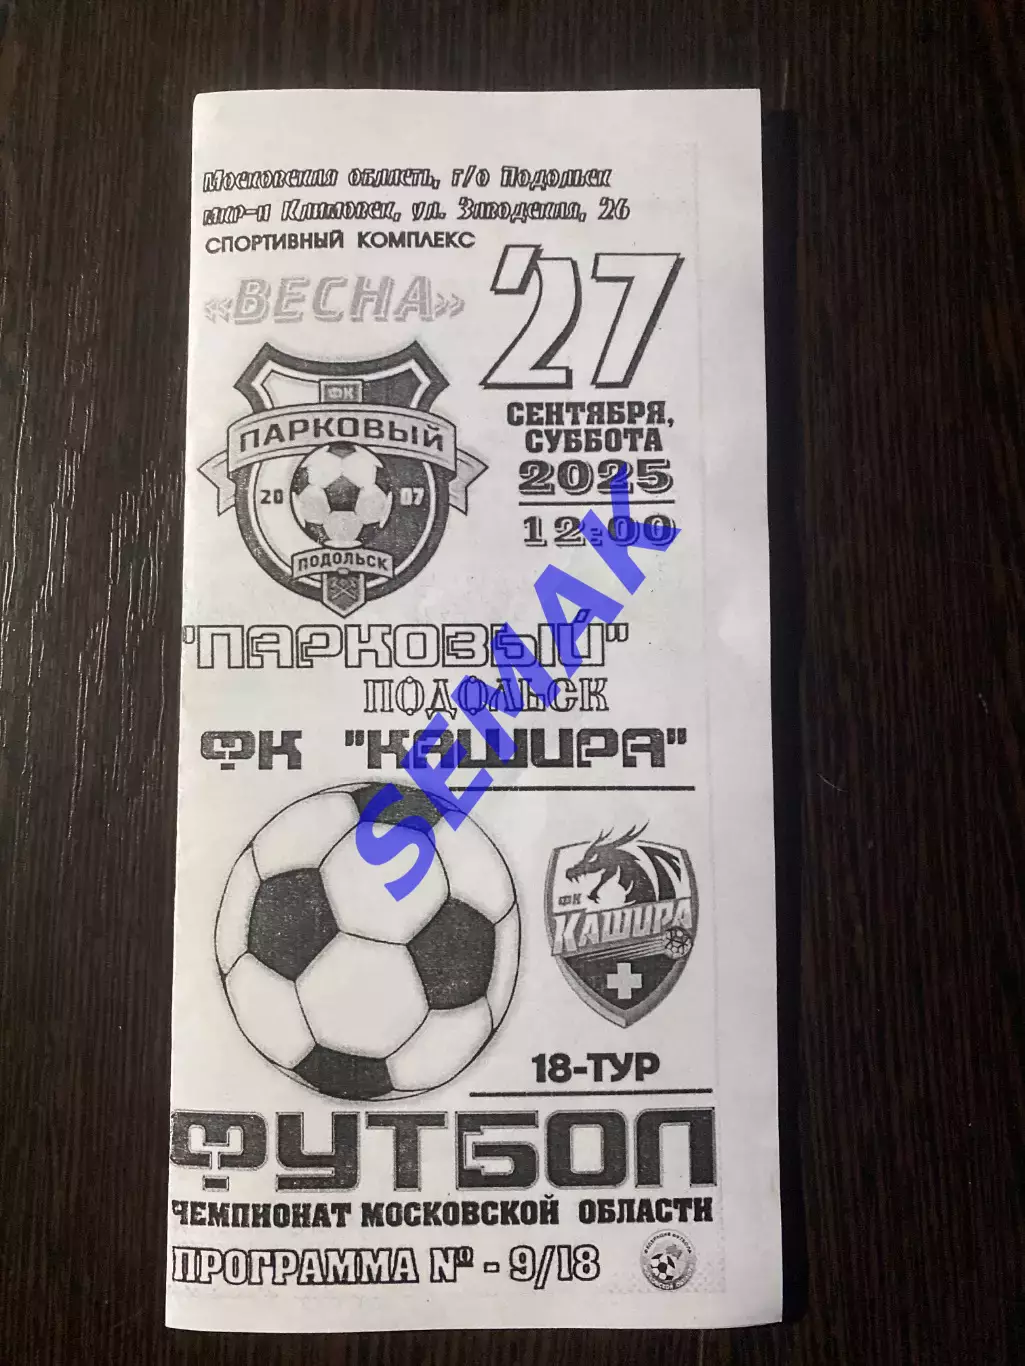 Московская область, г/о Подольск
мкр-н Климовск, ул. Заводская, 26
СПОРТИВНЫЙ КОМПЛЕКС
«ВЕСНА»
'27
СЕНТЯБРЯ,
СУББОТА
2025
12:00
ФК
ПАРКОВЫЙ
20 07
ПОДОЛЬСК
"ПАРКОВЫЙ"
ПОДОЛЬСК
ФК "КАШИРА"
SEMAK
ФК
КАШИРА
18-ТУР
ФУТБОЛ
ЧЕМПИОНАТ МОСКОВСКОЙ ОБЛАСТИ
ПРОГРАММА № - 9/18